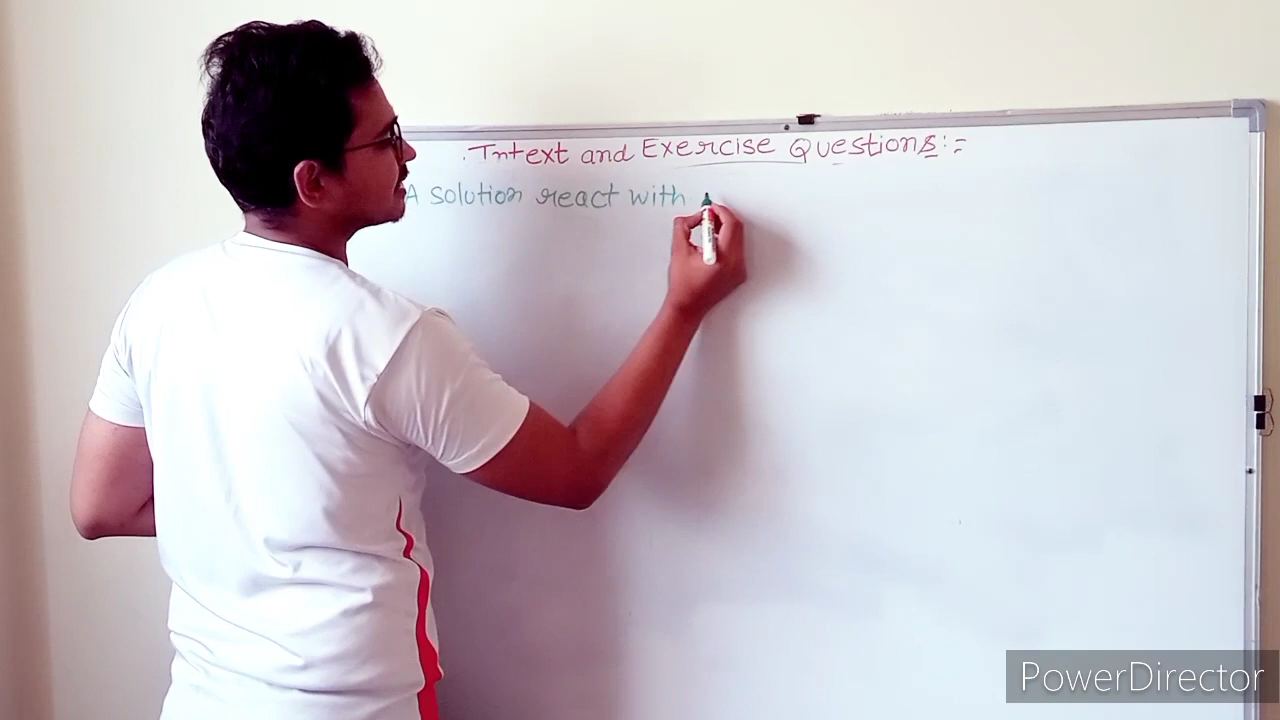 Intext and Exercise Questions :-
A solution react with
PowerDirector